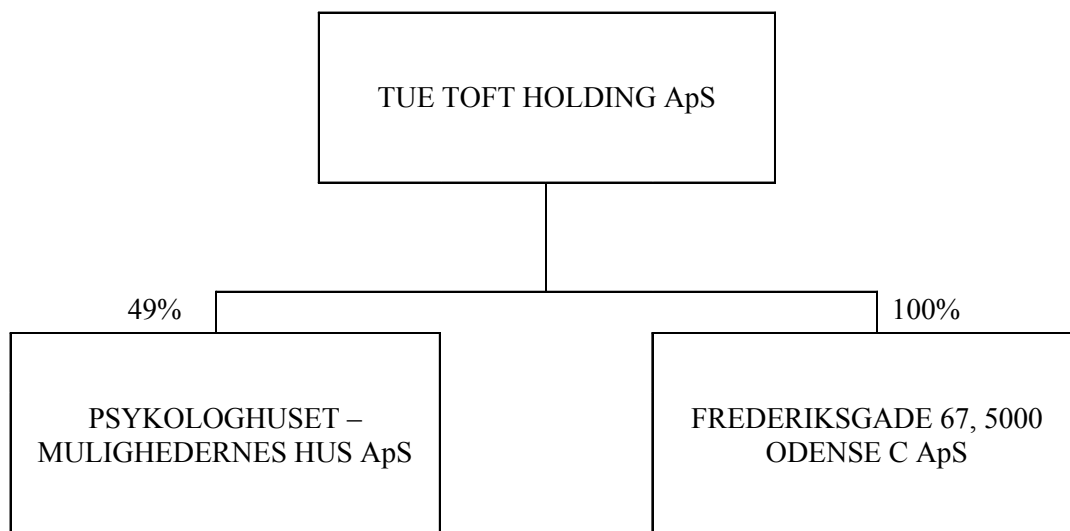 TUE TOFT HOLDING ApS
49%
100%
PSYKOLOGHUSET –
MULIGHEDERNES HUS ApS
FREDERIKSGADE 67, 5000
ODENSE C ApS